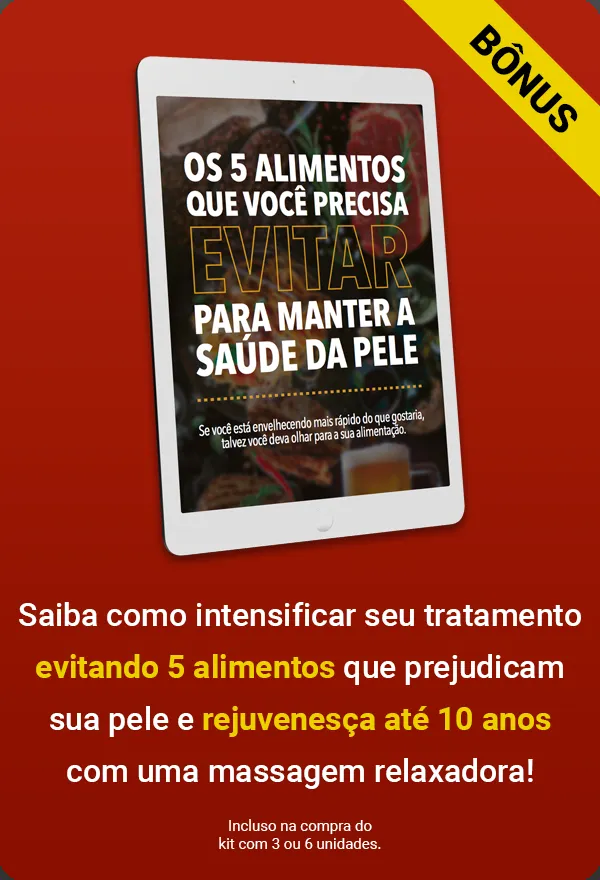 BÔNUS
OS 5 ALIMENTOS
QUE VOCÊ PRECISA
EVITAR
PARA MANTER A
SAÚDE DA PELE
Se você está envelhecendo mais rápido do que gostaria,
talvez você deva olhar para a sua alimentação.
Saiba como intensificar seu tratamento
evitando 5 alimentos que prejudicam
sua pele e rejuvenesça até 10 anos
com uma massagem relaxadora!
Incluso na compra do
kit com 3 ou 6 unidades.